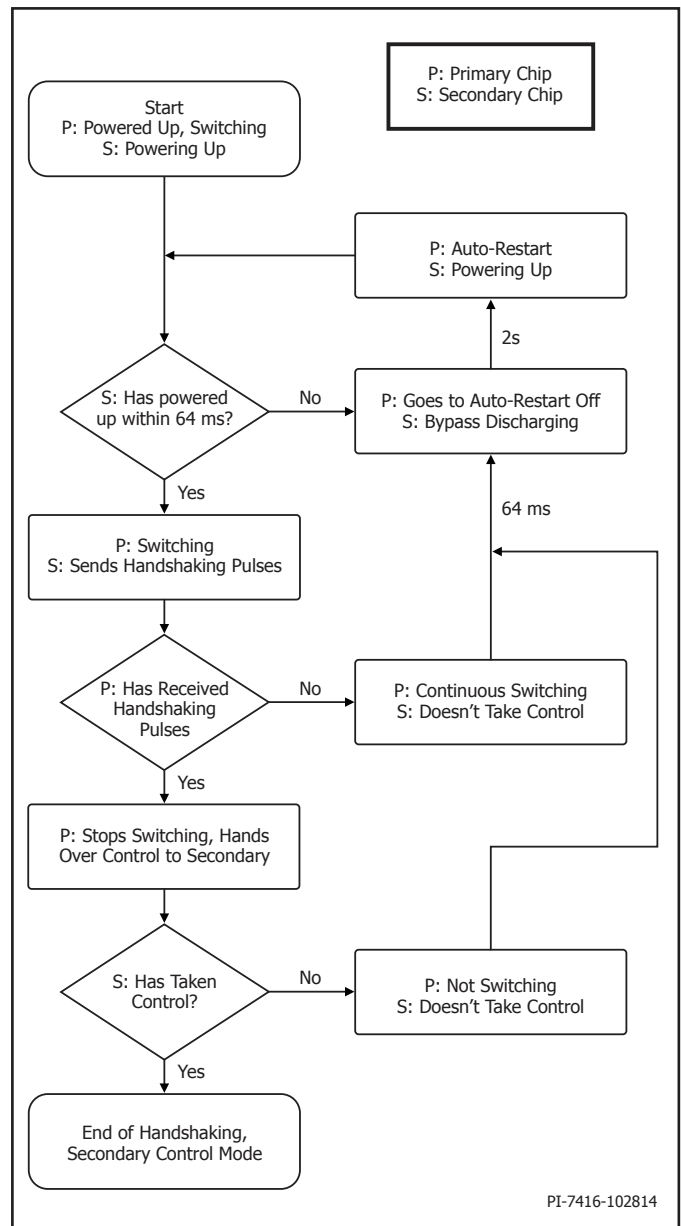 P: Primary Chip
S: Secondary Chip
Start
P: Powered Up, Switching
S: Powering Up
P: Auto-Restart
S: Powering Up
2s
S: Has powered
up within 64 ms?
No
P: Goes to Auto-Restart Off
S: Bypass Discharging
Yes
64 ms
P: Switching
S: Sends Handshaking Pulses
P: Has Received
Handshaking
Pulses
No
P: Continuous Switching
S: Doesn't Take Control
Yes
P: Stops Switching, Hands
Over Control to Secondary
S: Has Taken
Control?
No
P: Not Switching
S: Doesn't Take Control
Yes
End of Handshaking,
Secondary Control Mode
PI-7416-102814